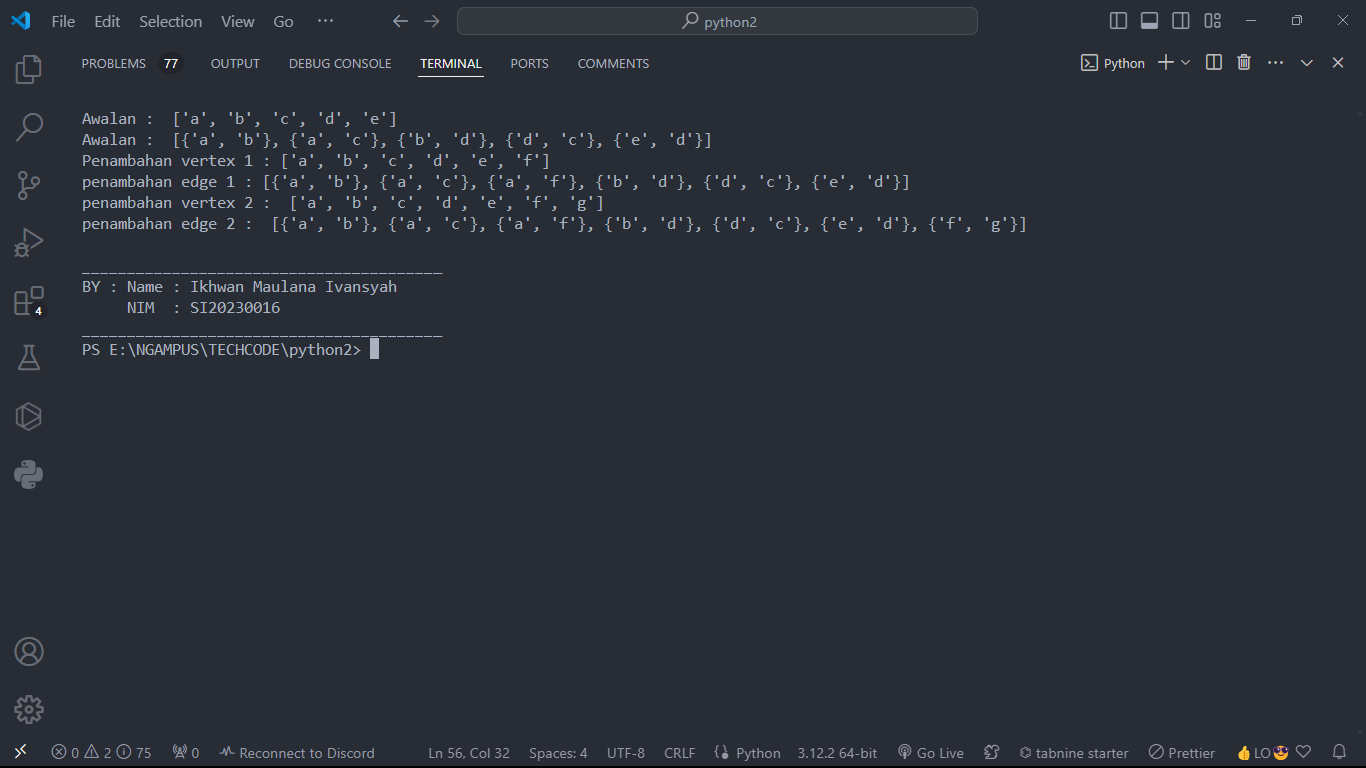 File Edit Selection View Go ··· python2
PROBLEMS 77 OUTPUT DEBUG CONSOLE TERMINAL PORTS COMMENTS Python
Awalan :  ['a', 'b', 'c', 'd', 'e']
Awalan :  [{'a', 'b'}, {'a', 'c'}, {'b', 'd'}, {'d', 'c'}, {'e', 'd'}]
Penambahan vertex 1 : ['a', 'b', 'c', 'd', 'e', 'f']
penambahan edge 1 : [{'a', 'b'}, {'a', 'c'}, {'a', 'f'}, {'b', 'd'}, {'d', 'c'}, {'e', 'd'}]
penambahan vertex 2 :  ['a', 'b', 'c', 'd', 'e', 'f', 'g']
penambahan edge 2 :  [{'a', 'b'}, {'a', 'c'}, {'a', 'f'}, {'b', 'd'}, {'d', 'c'}, {'e', 'd'}, {'f', 'g'}]
________________________________________
BY : Name : Ikhwan Maulana Ivansyah
     NIM  : SI20230016
________________________________________
PS E:\NGAMPUS\TECHCODE\python2>
4
0 2 75 0 Reconnect to Discord Ln 56, Col 32 Spaces: 4 UTF-8 CRLF Python 3.12.2 64-bit Go Live tabnine starter Prettier 👍LO😍